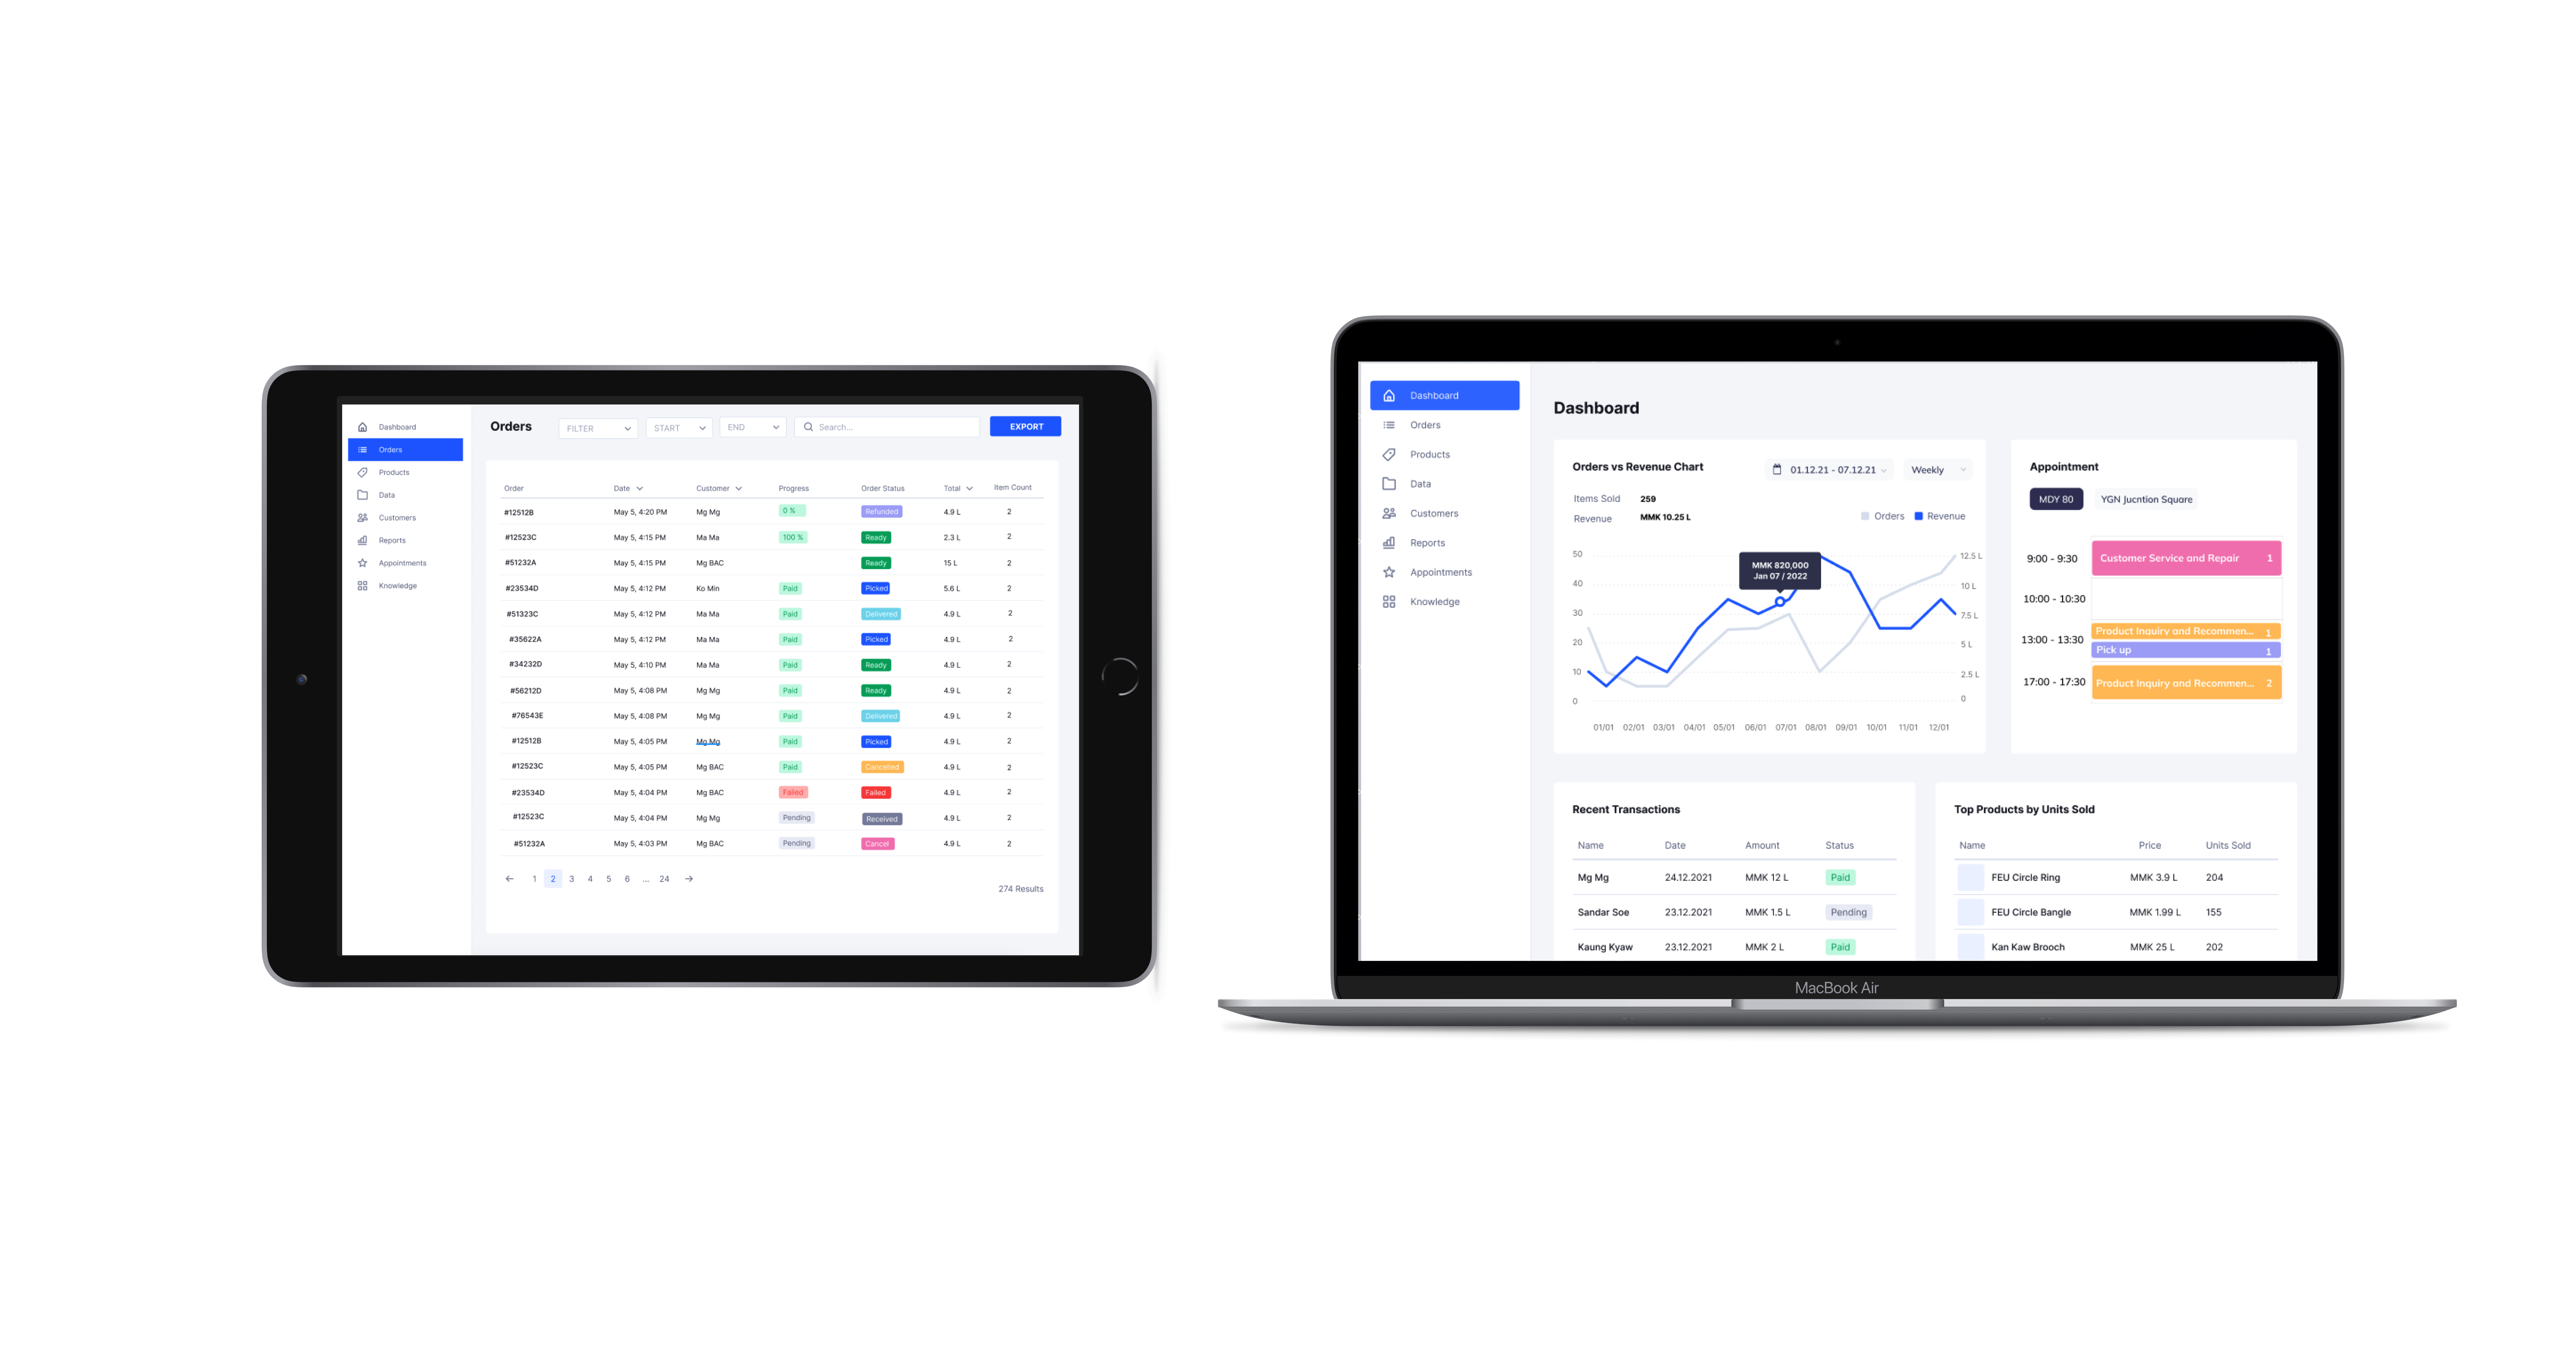 Dashboard
Orders
Products
Data
Customers
Reports
Appointments
Knowledge
Orders FILTER START END Search... EXPORT
Order Date Customer Progress Order Status Total Item Count
#12512B May 5, 4:20 PM Mg Mg 0 % Refunded 4.9 L 2
#12523C May 5, 4:15 PM Ma Ma 100 % Ready 2.3 L 2
#51232A May 5, 4:15 PM Mg BAC Ready 15 L 2
#23534D May 5, 4:12 PM Ko Min Paid Picked 5.6 L 2
#51323C May 5, 4:12 PM Ma Ma Paid Delivered 4.9 L 2
#35622A May 5, 4:12 PM Ma Ma Paid Picked 4.9 L 2
#34232D May 5, 4:10 PM Ma Ma Paid Ready 4.9 L 2
#56212D May 5, 4:08 PM Mg Mg Paid Ready 4.9 L 2
#76543E May 5, 4:08 PM Mg Mg Paid Delivered 4.9 L 2
#12512B May 5, 4:05 PM Mg Mg Paid Picked 4.9 L 2
#12523C May 5, 4:05 PM Mg BAC Paid Cancelled 4.9 L 2
#23534D May 5, 4:04 PM Mg BAC Failed Failed 4.9 L 2
#12523C May 5, 4:04 PM Mg Mg Pending Received 4.9 L 2
#51232A May 5, 4:03 PM Mg BAC Pending Cancel 4.9 L 2
1 2 3 4 5 6 ... 24
274 Results
Dashboard
Orders
Products
Data
Customers
Reports
Appointments
Knowledge
Dashboard
Orders vs Revenue Chart 01.12.21 - 07.12.21 Weekly
Items Sold 259
Revenue MMK 10.25 L
Orders Revenue
50
40
30
20
10
0
MMK 820,000
Jan 07 / 2022
12.5 L
10 L
7.5 L
5 L
2.5 L
0
01/01 02/01 03/01 04/01 05/01 06/01 07/01 08/01 09/01 10/01 11/01 12/01
Appointment
MDY 80 YGN Jucntion Square
9:00 - 9:30 Customer Service and Repair 1
10:00 - 10:30
13:00 - 13:30 Product Inquiry and Recommen... 1
Pick up 1
17:00 - 17:30 Product Inquiry and Recommen... 2
Recent Transactions
Name Date Amount Status
Mg Mg 24.12.2021 MMK 12 L Paid
Sandar Soe 23.12.2021 MMK 1.5 L Pending
Kaung Kyaw 23.12.2021 MMK 2 L Paid
Top Products by Units Sold
Name Price Units Sold
FEU Circle Ring MMK 3.9 L 204
FEU Circle Bangle MMK 1.99 L 155
Kan Kaw Brooch MMK 25 L 202
MacBook Air